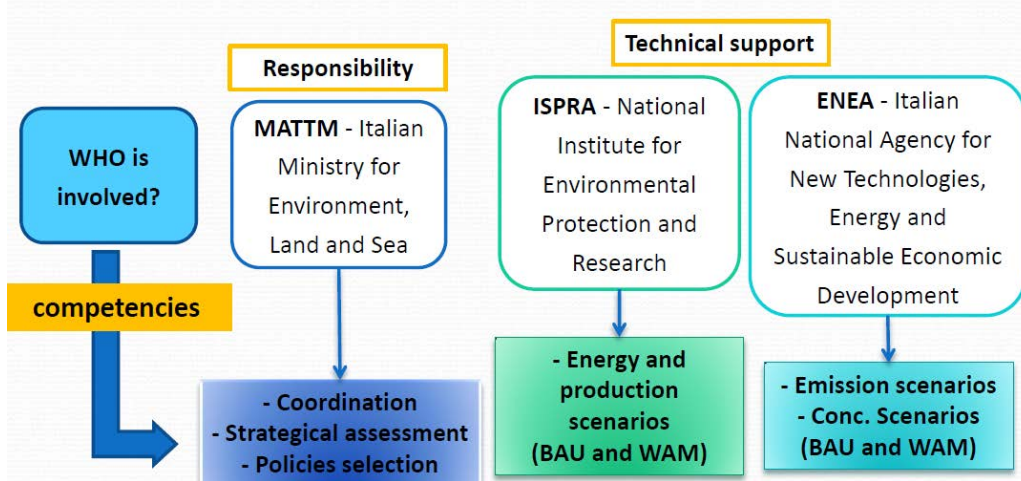 Responsibility
Technical support
WHO is
involved?
MATTM - Italian
Ministry for
Environment,
Land and Sea
ISPRA - National
Institute for
Environmental
Protection and
Research
ENEA - Italian
National Agency for
New Technologies,
Energy and
Sustainable Economic
Development
competencies
- Coordination
- Strategical assessment
- Policies selection
- Energy and
production
scenarios
(BAU and WAM)
- Emission scenarios
- Conc. Scenarios
(BAU and WAM)